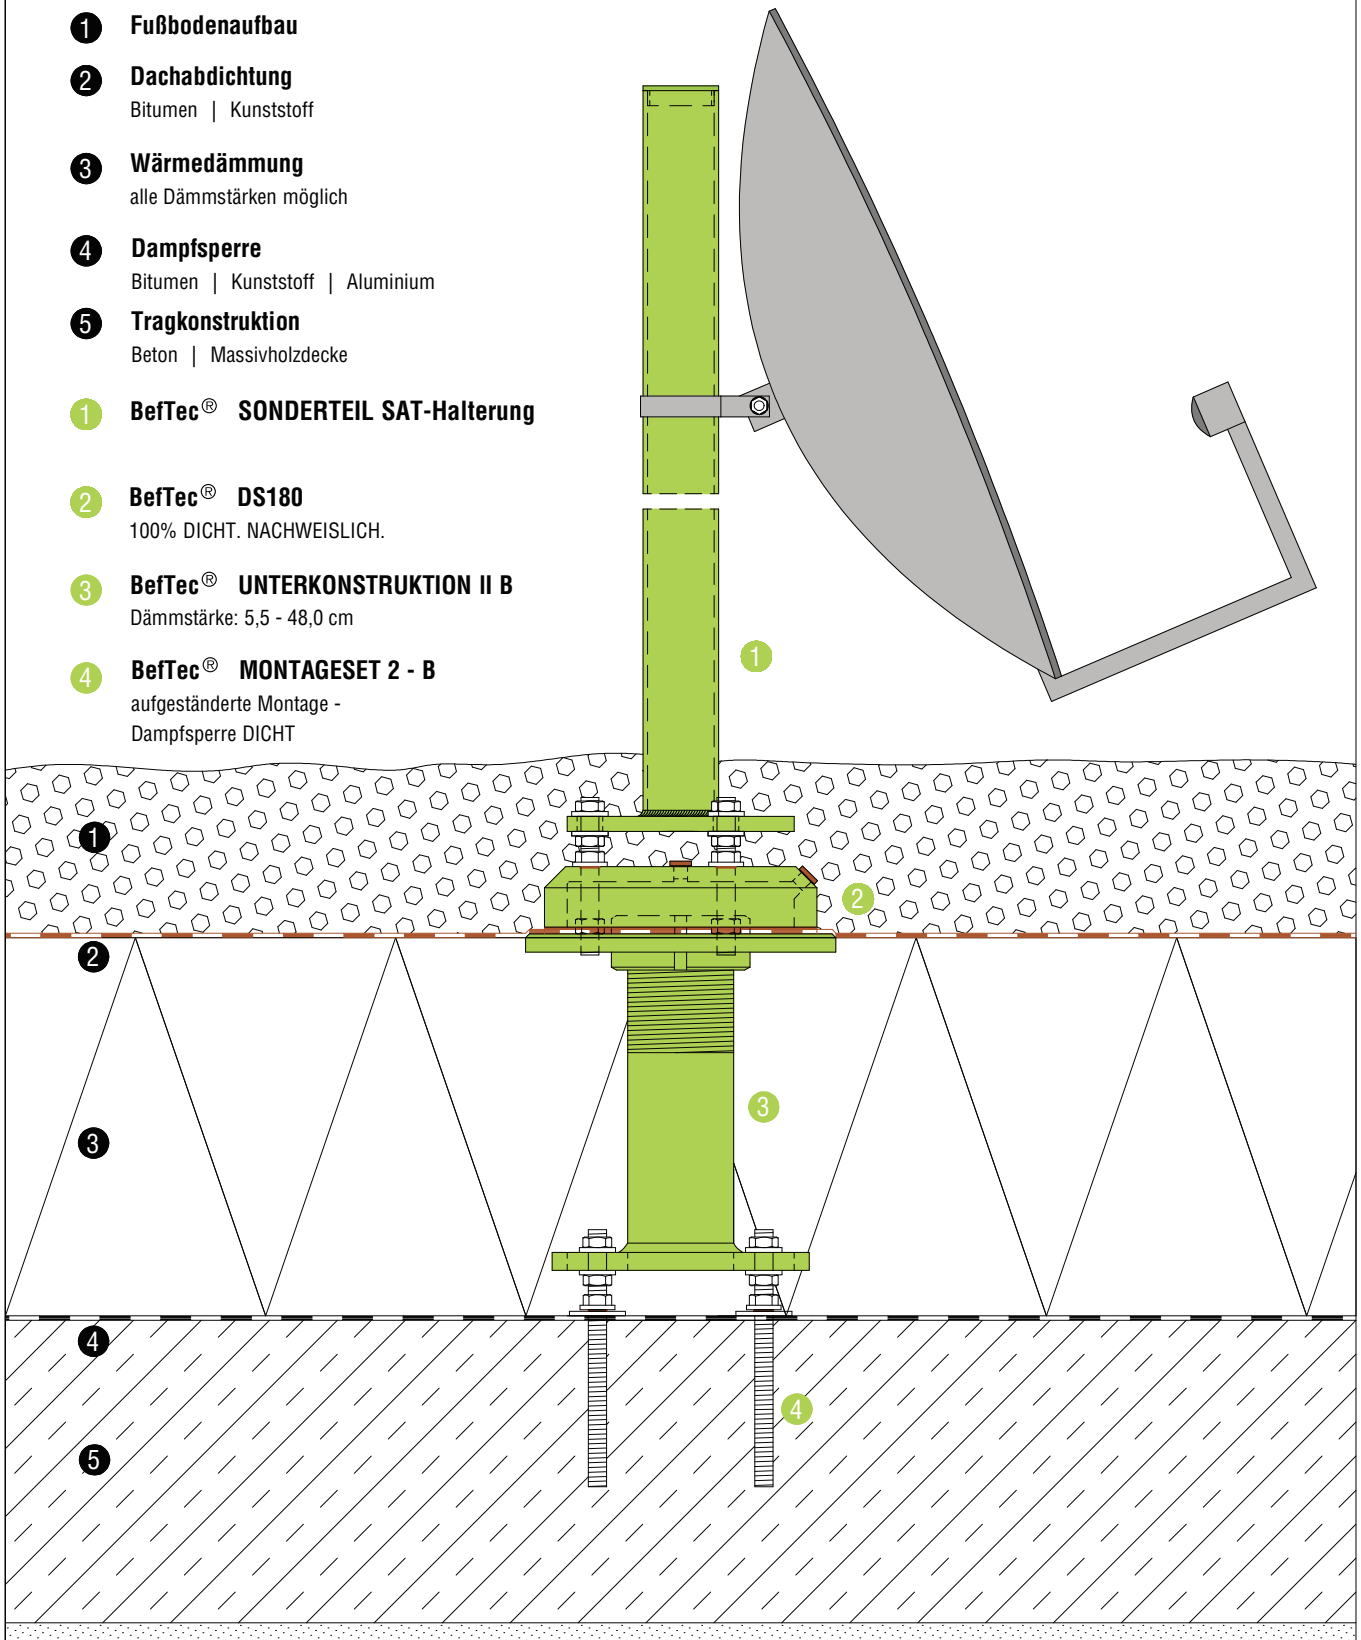 1 Fußbodenaufbau
2 Dachabdichtung
Bitumen | Kunststoff
3 Wärmedämmung
alle Dämmstärken möglich
4 Dampfsperre
Bitumen | Kunststoff | Aluminium
5 Tragkonstruktion
Beton | Massivholzdecke
1 BefTec® SONDERTEIL SAT-Halterung
2 BefTec® DS180
100% DICHT. NACHWEISLICH.
3 BefTec® UNTERKONSTRUKTION II B
Dämmstärke: 5,5 - 48,0 cm
4 BefTec® MONTAGESET 2 - B
aufgeständerte Montage -
Dampfsperre DICHT
1
1
2
2
3
3
4
4
5